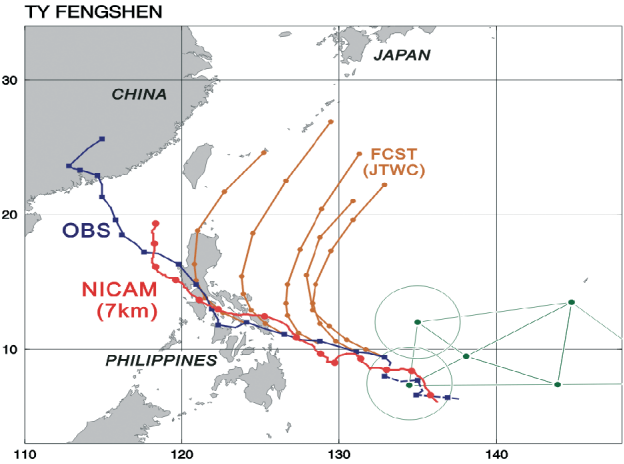 TY FENGSHEN
JAPAN
30
CHINA
FCST
(JTWC)
20
OBS
NICAM
(7km)
10
PHILIPPINES
110
120
130
140